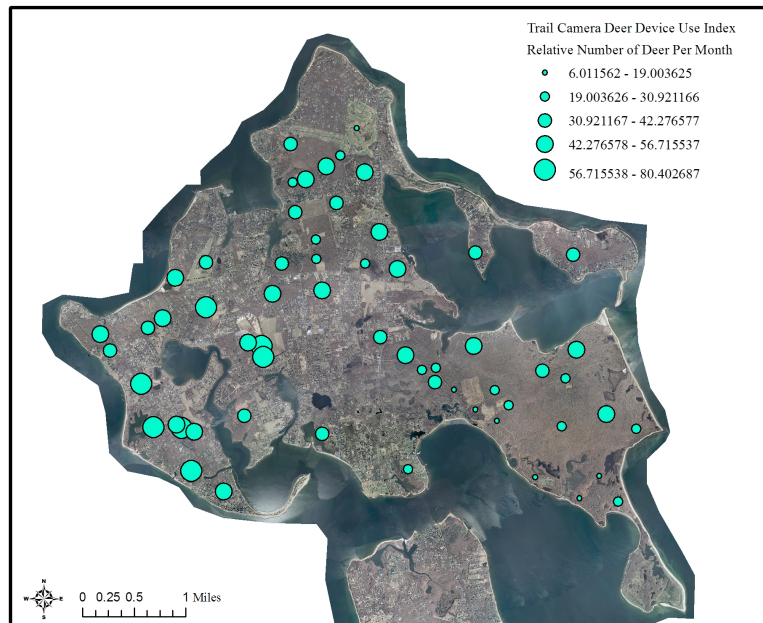 Trail Camera Deer Device Use Index
Relative Number of Deer Per Month
6.011562 - 19.003625
19.003626 - 30.921166
30.921167 - 42.276577
42.276578 - 56.715537
56.715538 - 80.402687
N
W E
S
0 0.25 0.5 1 Miles